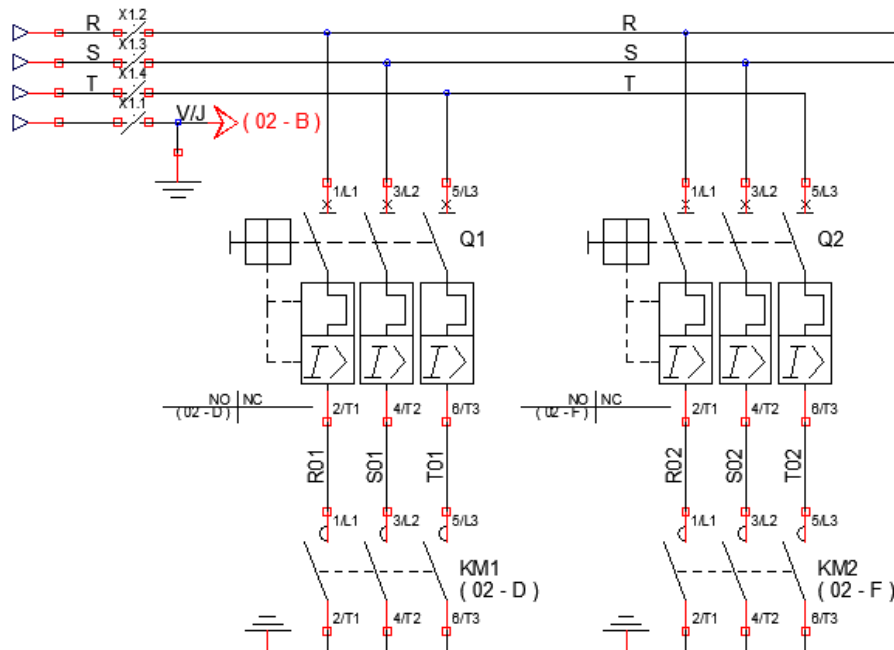 X1.2
R R
X1.3
S S
X1.4
T T
X1.1
V/J ( 02 - B )
1/L1 3/L2 5/L3 1/L1 3/L2 5/L3
Q1 Q2
NO NC NO NC
( 02 - D ) ( 02 - F )
2/T1 4/T2 6/T3 2/T1 4/T2 6/T3
R01 S01 T01 R02 S02 T02
1/L1 3/L2 5/L3 1/L1 3/L2 5/L3
KM1 KM2
( 02 - D ) ( 02 - F )
2/T1 4/T2 6/T3 2/T1 4/T2 6/T3